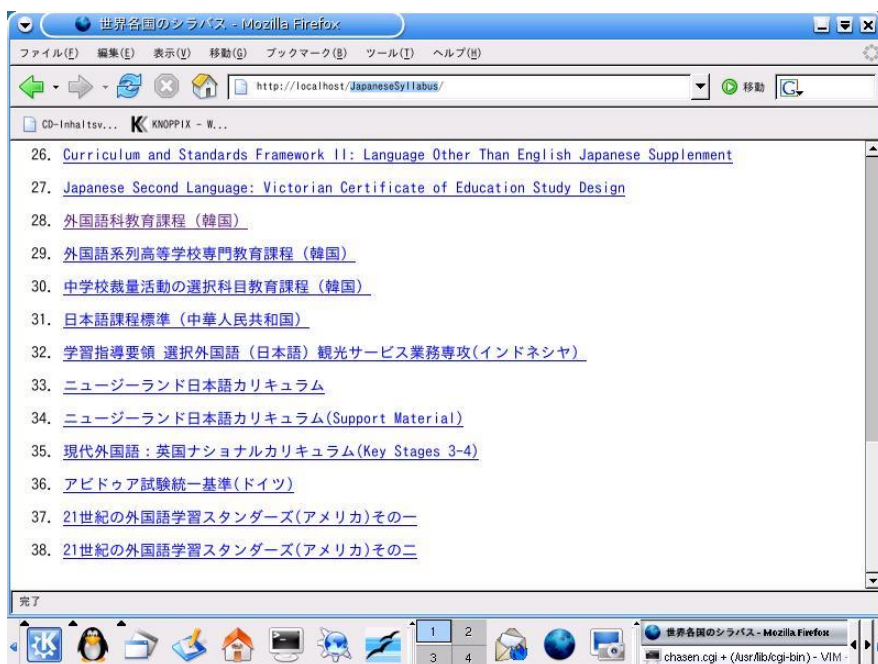 世界各国のシラバス - Mozilla Firefox
ファイル(F) 編集(E) 表示(V) 移動(G) ブックマーク(B) ツール(T) ヘルプ(H)
http://localhost/JapaneseSyllabus/ 移動 G
CD-Inhaltsv... KNOPPIX - W...
26. Curriculum and Standards Framework II: Language Other Than English Japanese Supplenment
27. Japanese Second Language: Victorian Certificate of Education Study Design
28. 外国語科教育課程（韓国）
29. 外国語系列高等学校専門教育課程（韓国）
30. 中学校裁量活動の選択科目教育課程（韓国）
31. 日本語課程標準（中華人民共和国）
32. 学習指導要領 選択外国語（日本語）観光サービス業務専攻(インドネシヤ)
33. ニュージーランド日本語カリキュラム
34. ニュージーランド日本語カリキュラム(Support Material)
35. 現代外国語：英国ナショナルカリキュラム(Key Stages 3-4)
36. アビドゥア試験統一基準(ドイツ)
37. 21世紀の外国語学習スタンダーズ(アメリカ)その一
38. 21世紀の外国語学習スタンダーズ(アメリカ)その二
完了
1 2 世界各国のシラバス - Mozilla Firefox
3 4 chasen.cgi + (/usr/lib/cgi-bin) - VIM -